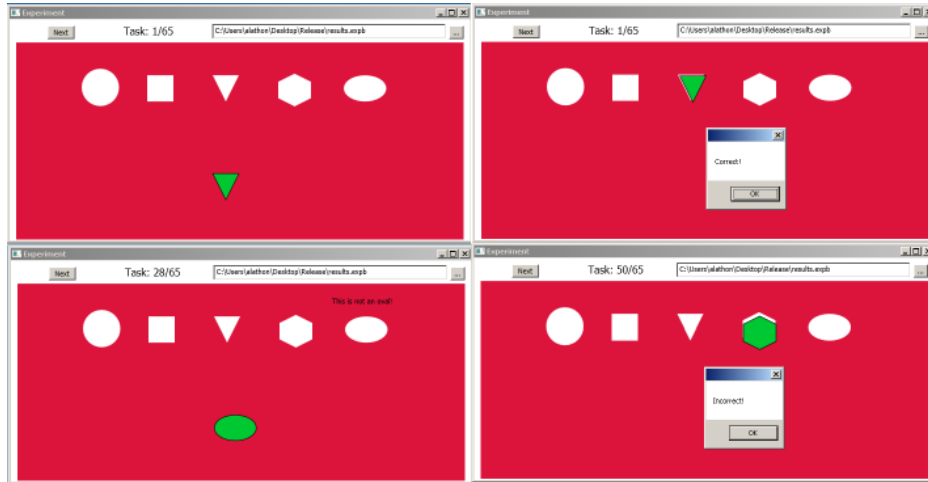 Experiment
Next Task: 1/65 C:\Users\alathon\Desktop\Release\results.expb ...
Experiment
Next Task: 1/65 C:\Users\alathon\Desktop\Release\results.expb ...
Correct!
OK
Experiment
Next Task: 28/65 C:\Users\alathon\Desktop\Release\results.expb ...
This is not an oval!
Experiment
Next Task: 50/65 C:\Users\alathon\Desktop\Release\results.expb ...
Incorrect!
OK